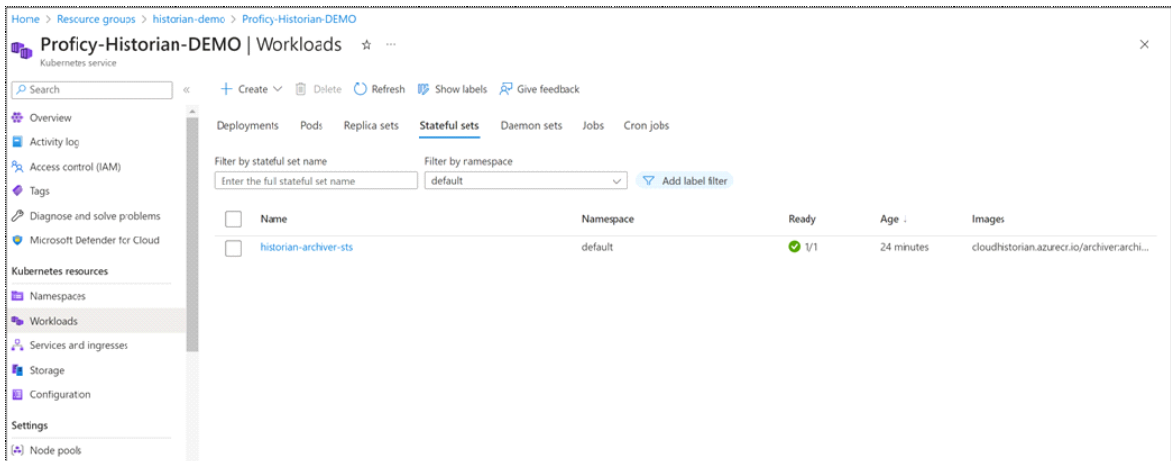 Home > Resource groups > historian-demo > Proficy-Historian-DEMO
Proficy-Historian-DEMO | Workloads
Kubernetes service
Search
Create Delete Refresh Show labels Give feedback
Overview
Activity log
Access control (IAM)
Tags
Diagnose and solve problems
Microsoft Defender for Cloud
Kubernetes resources
Namespaces
Workloads
Services and ingresses
Storage
Configuration
Settings
Node pools
Deployments Pods Replica sets Stateful sets Daemon sets Jobs Cron jobs
Filter by stateful set name Filter by namespace
Enter the full stateful set name default Add label filter
Name Namespace Ready Age ↓ Images
historian-archiver-sts default 1/1 24 minutes cloudhistorian.azurecr.io/archiver:archi...